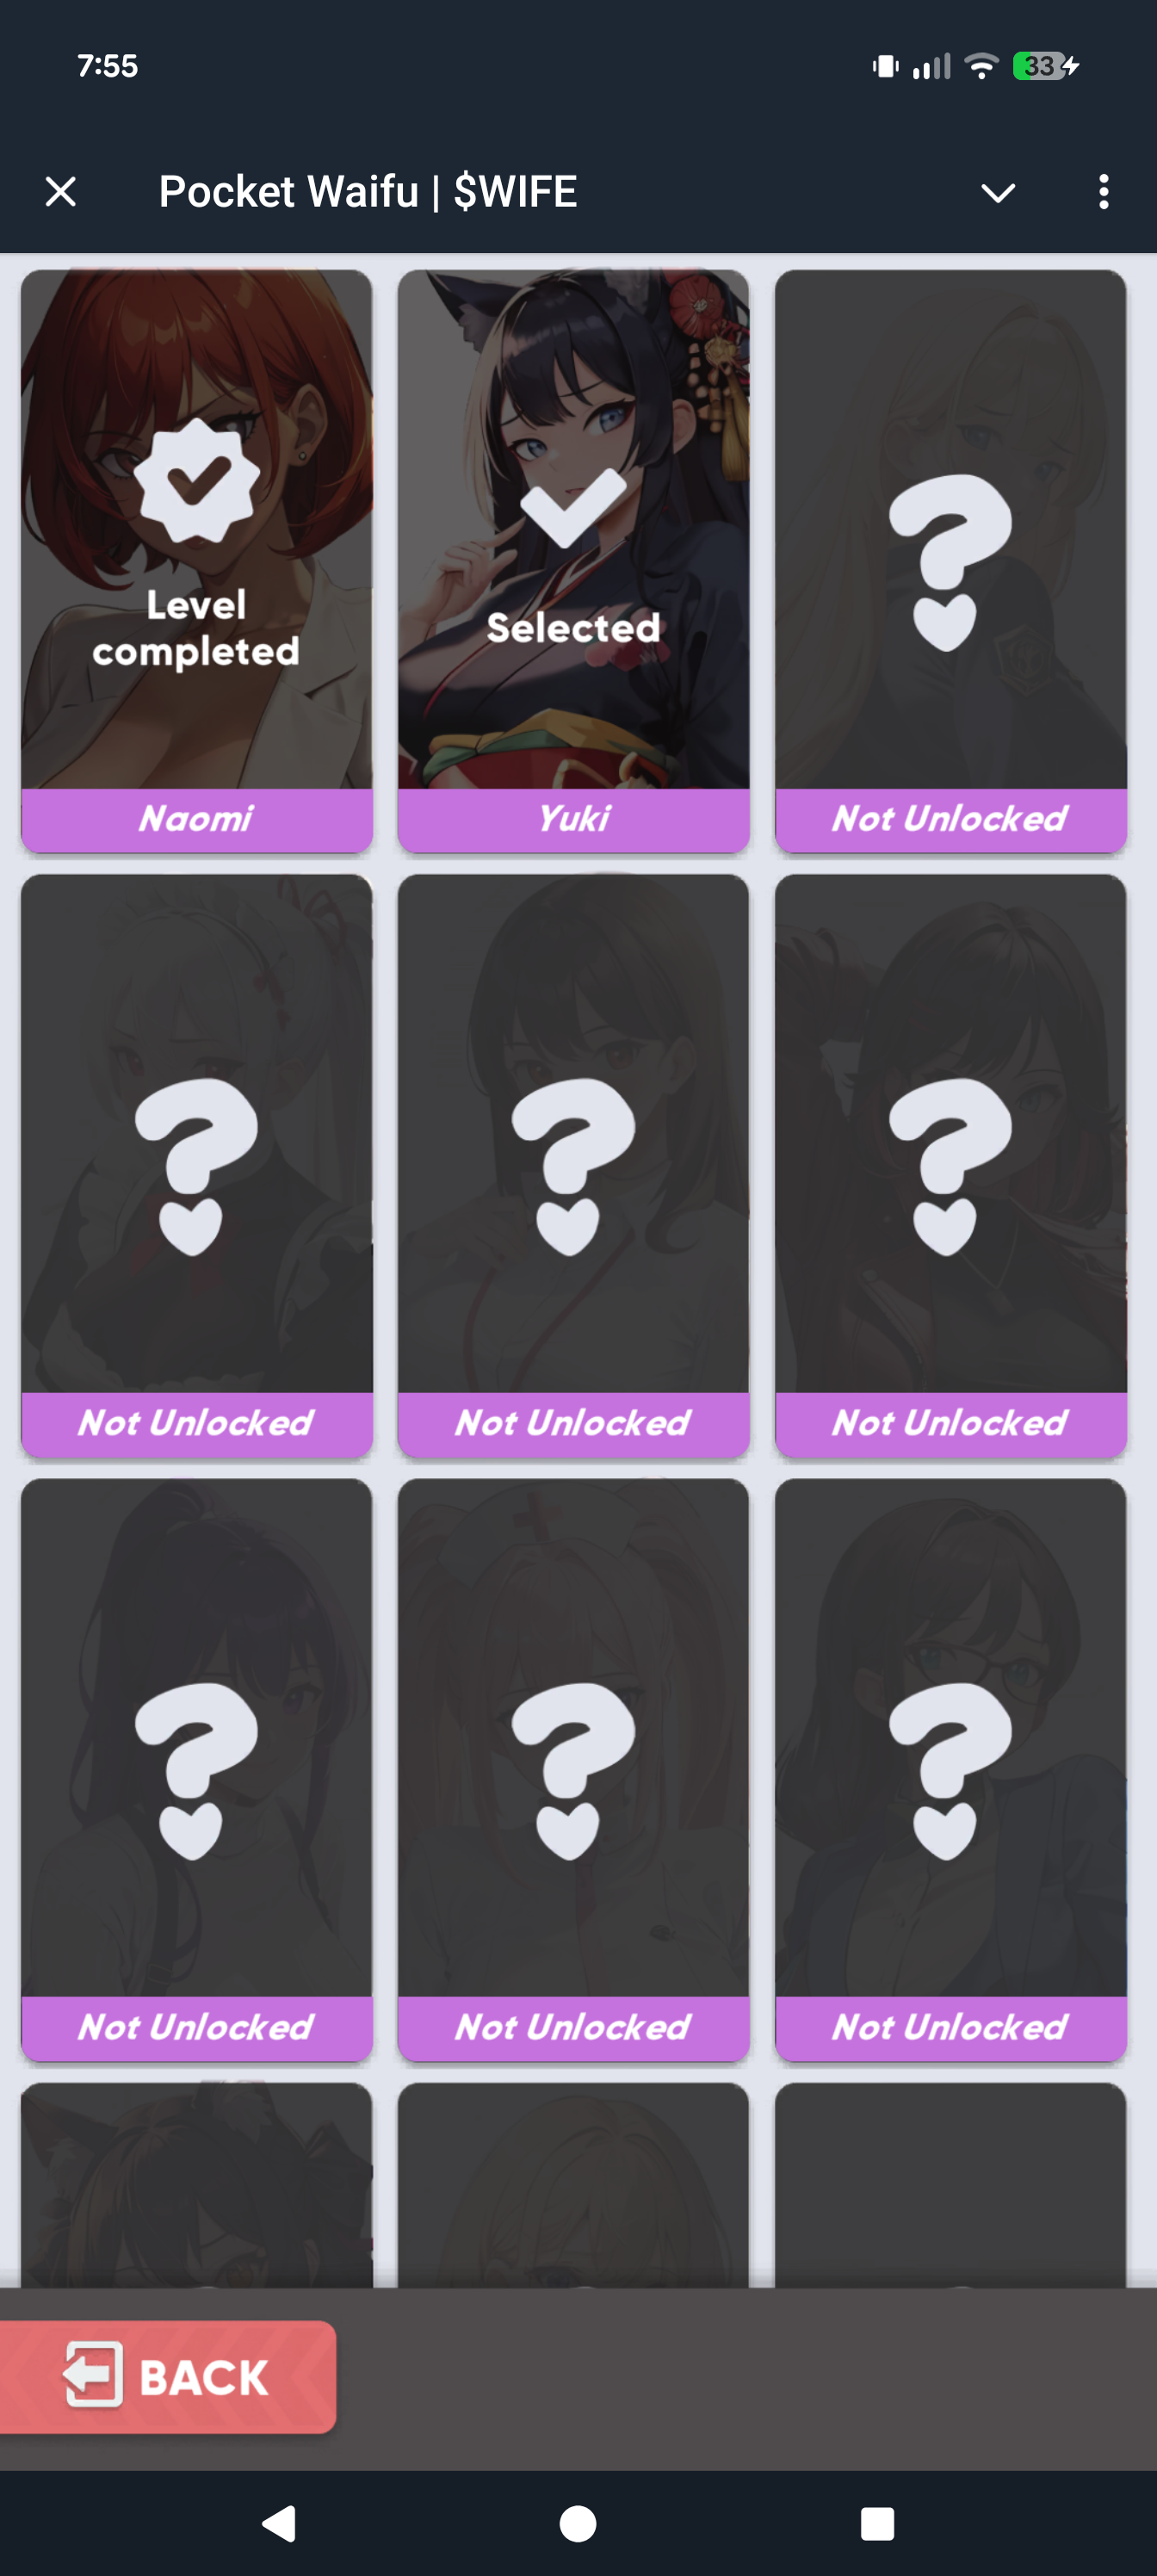 7:55
33
Pocket Waifu | $WIFE
Level
completed
Selected
Naomi
Yuki
Not Unlocked
Not Unlocked
Not Unlocked
Not Unlocked
Not Unlocked
Not Unlocked
Not Unlocked
BACK